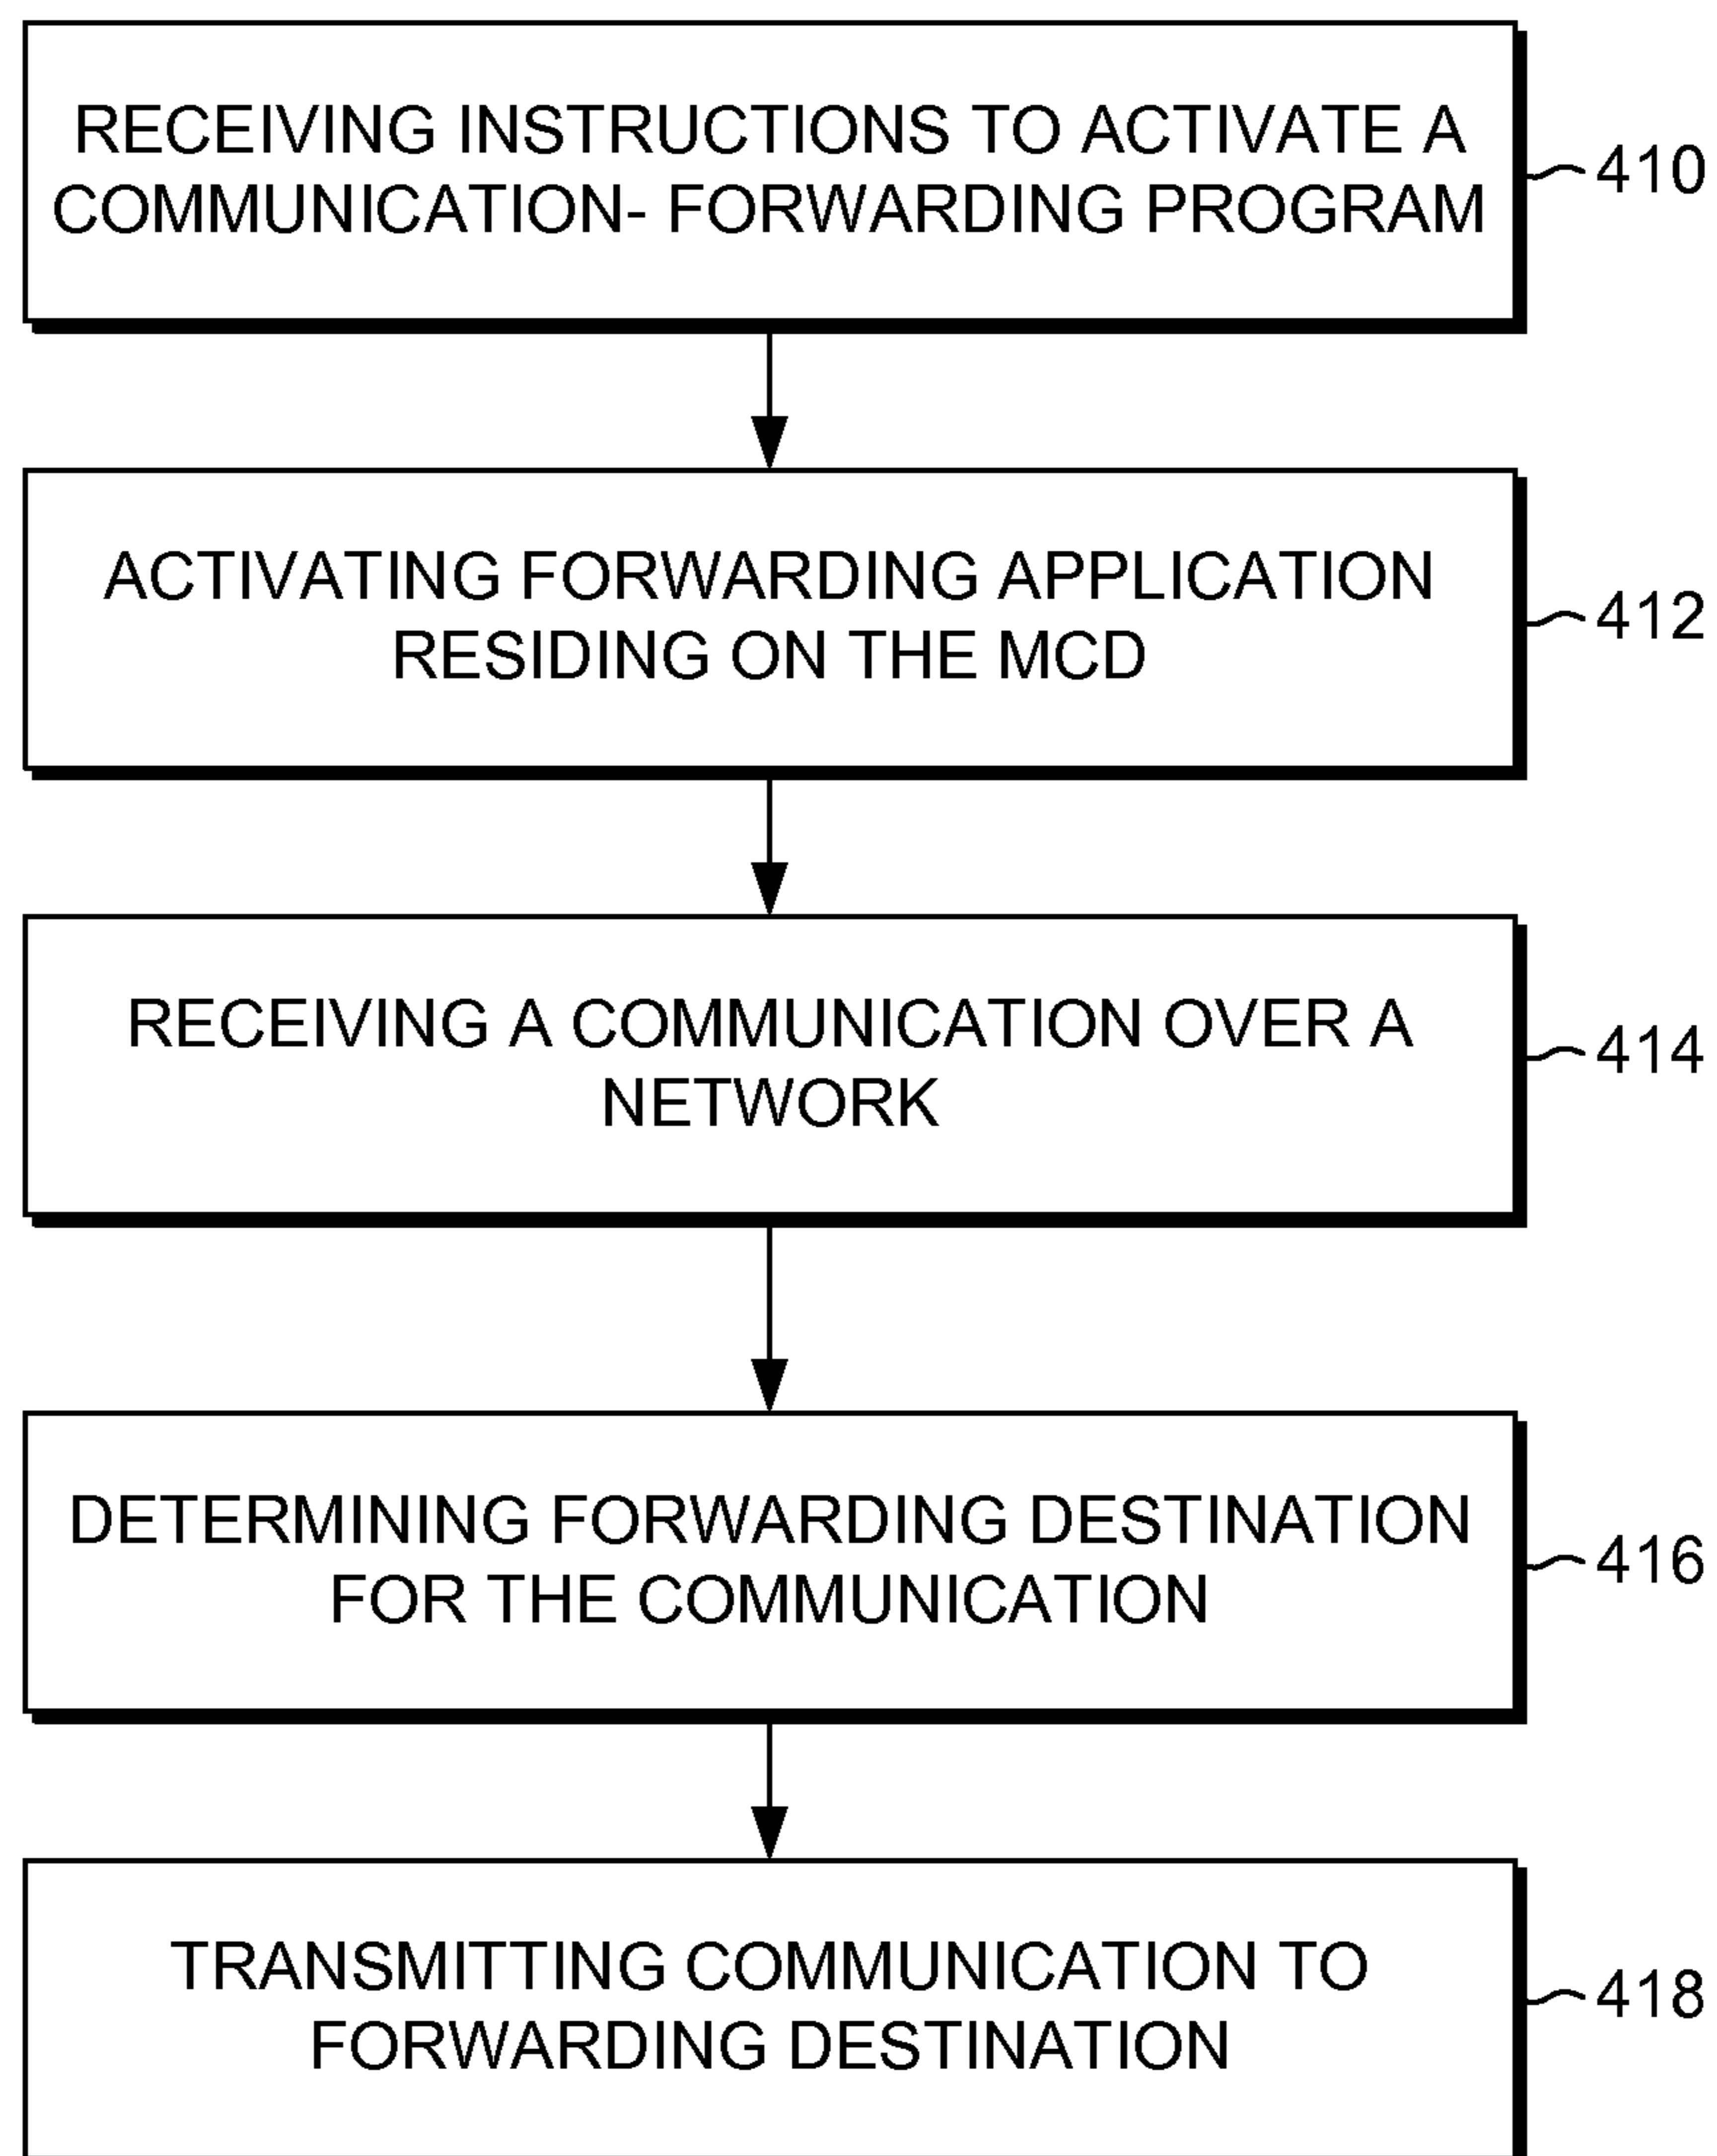 RECEIVING INSTRUCTIONS TO ACTIVATE A
COMMUNICATION- FORWARDING PROGRAM
410
ACTIVATING FORWARDING APPLICATION
RESIDING ON THE MCD
412
RECEIVING A COMMUNICATION OVER A
NETWORK
414
DETERMINING FORWARDING DESTINATION
FOR THE COMMUNICATION
416
TRANSMITTING COMMUNICATION TO
FORWARDING DESTINATION
418